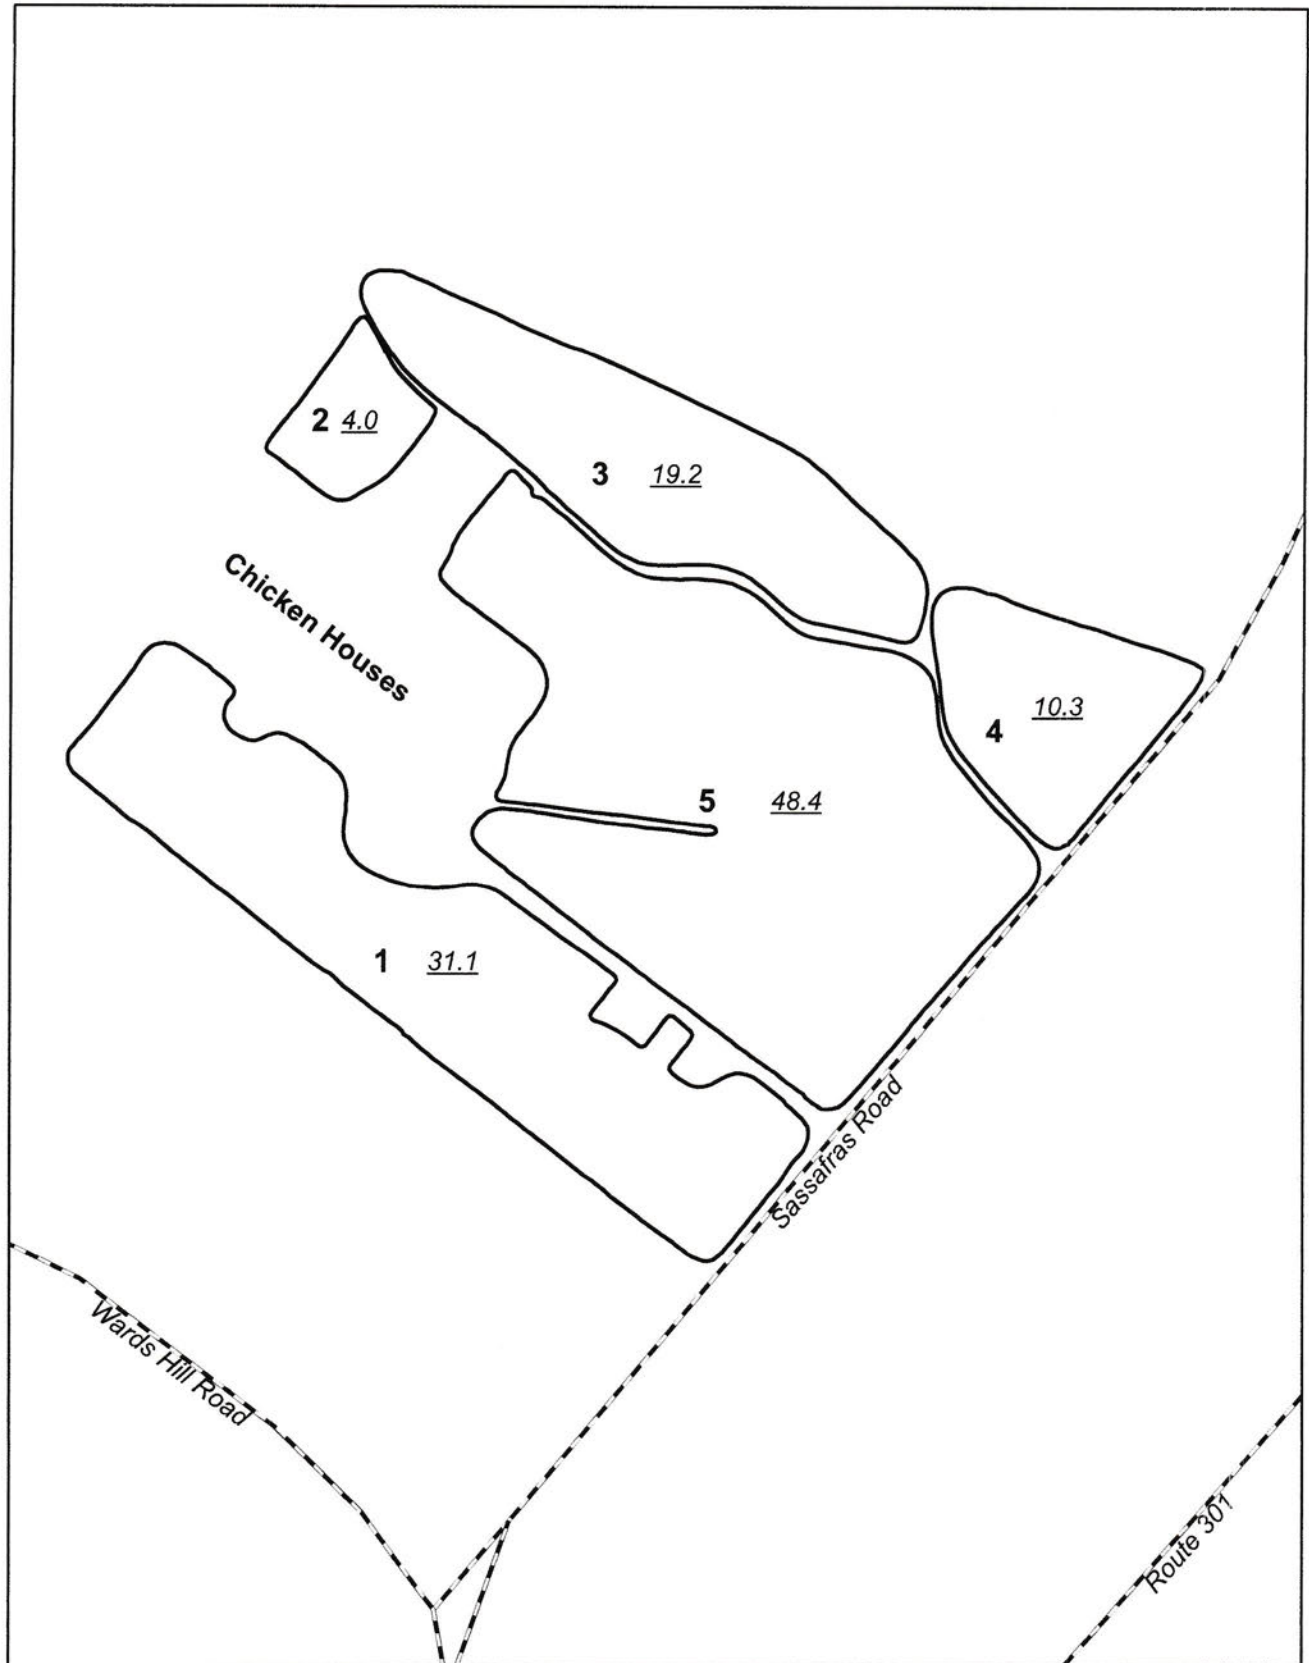 2 4.0
3 19.2
Chicken Houses
4 10.3
5 48.4
1 31.1
Sassafras Road
Wards Hill Road
Route 301